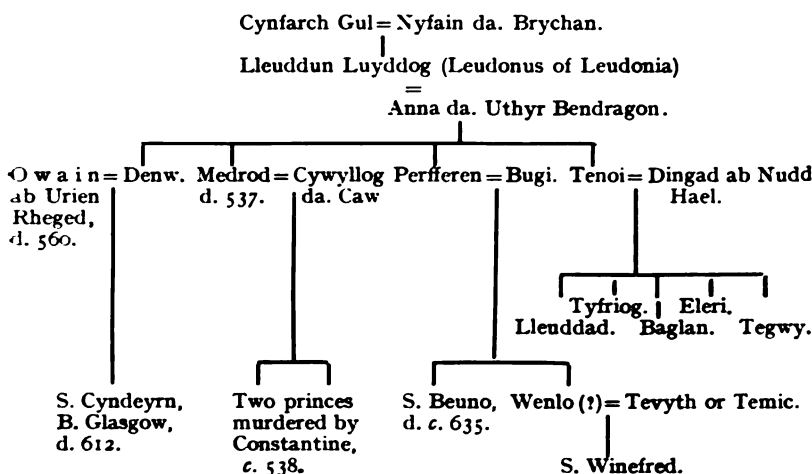 Cynfarch Gul = Nyfain da. Brychan.
Lleuddun Luyddog (Leudonus of Leudonia)
=
Anna da. Uthyr Bendragon.
Owain = Denw. Medrod = Cywyllog Perfferen = Bugi. Tenoi = Dingad ab Nudd
ab Urien d. 537. da. Caw Hael.
Rheged,
d. 560.
Tyfriog. Eleri.
Lleuddad. Baglan. Tegwy.
S. Cyndeyrn, Two princes S. Beuno, Wenlo (?) = Tevyth or Temic.
B. Glasgow, murdered by d. c. 635.
d. 612. Constantine,
c. 538. S. Winefred.